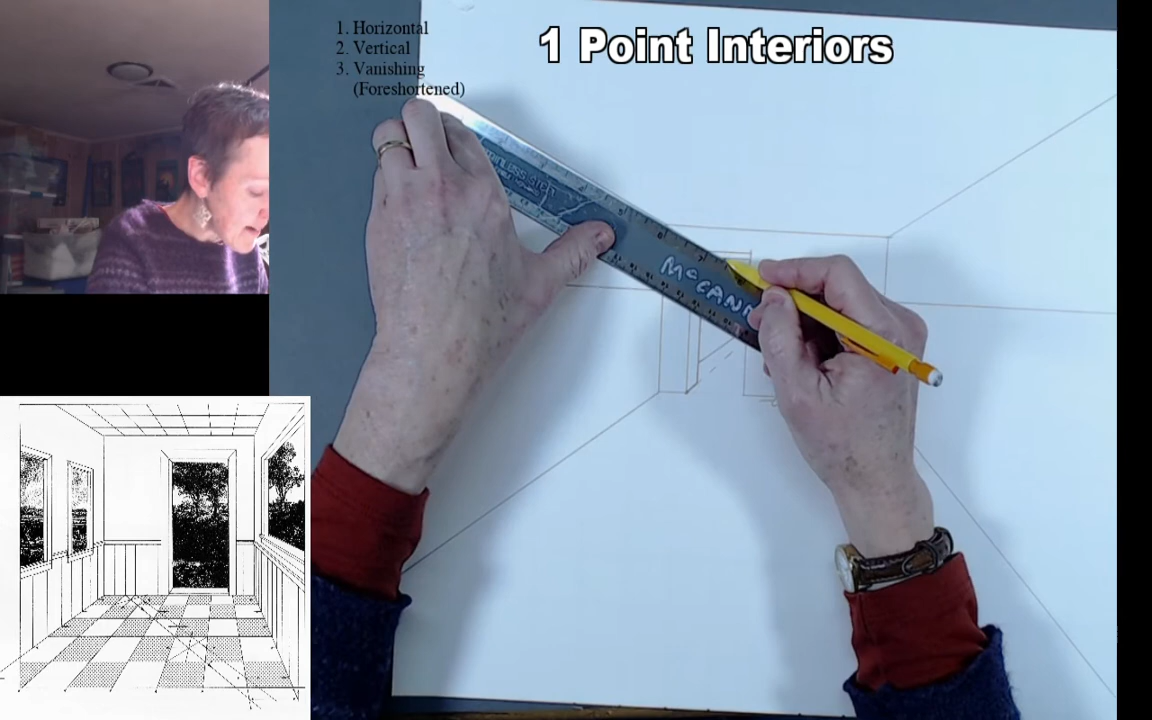 1 Point Interiors
1. Horizontal
2. Vertical
3. Vanishing
(Foreshortened)
McCANN